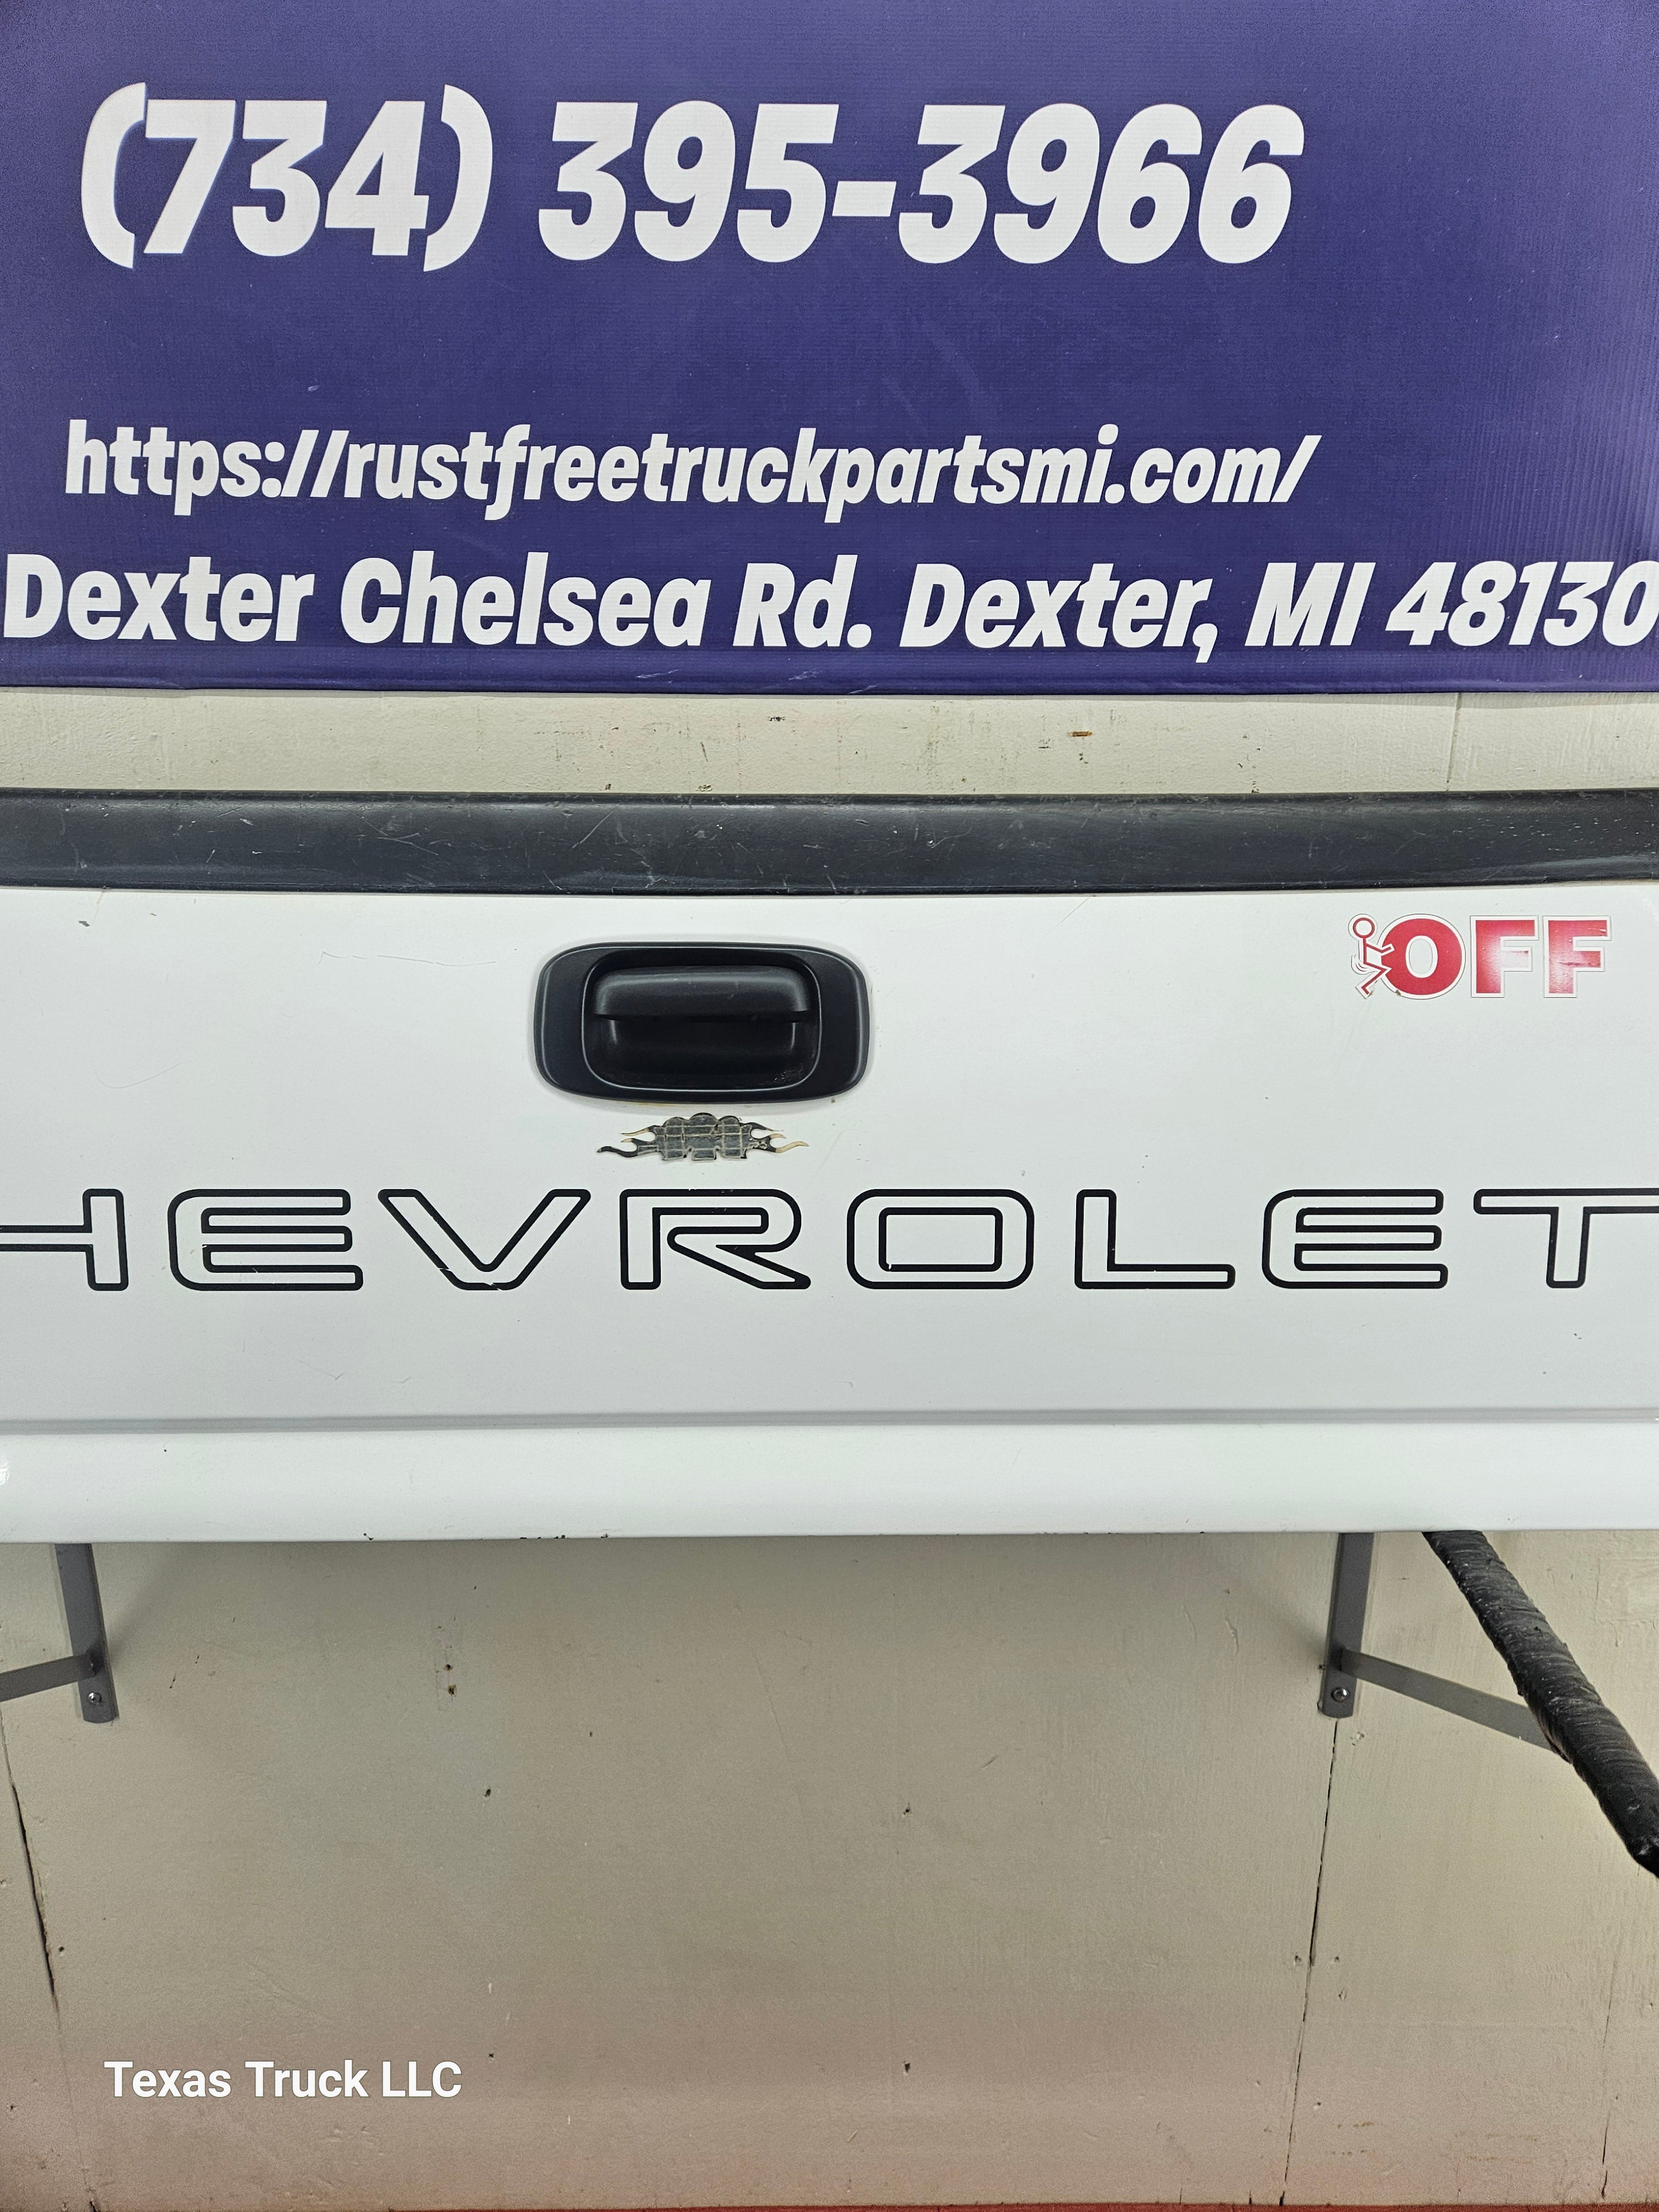 (734) 395-3966
https://rustfreetruckpartsmi.com/
Dexter Chelsea Rd. Dexter, MI 48130
OFF
HEVROLET
Texas Truck LLC